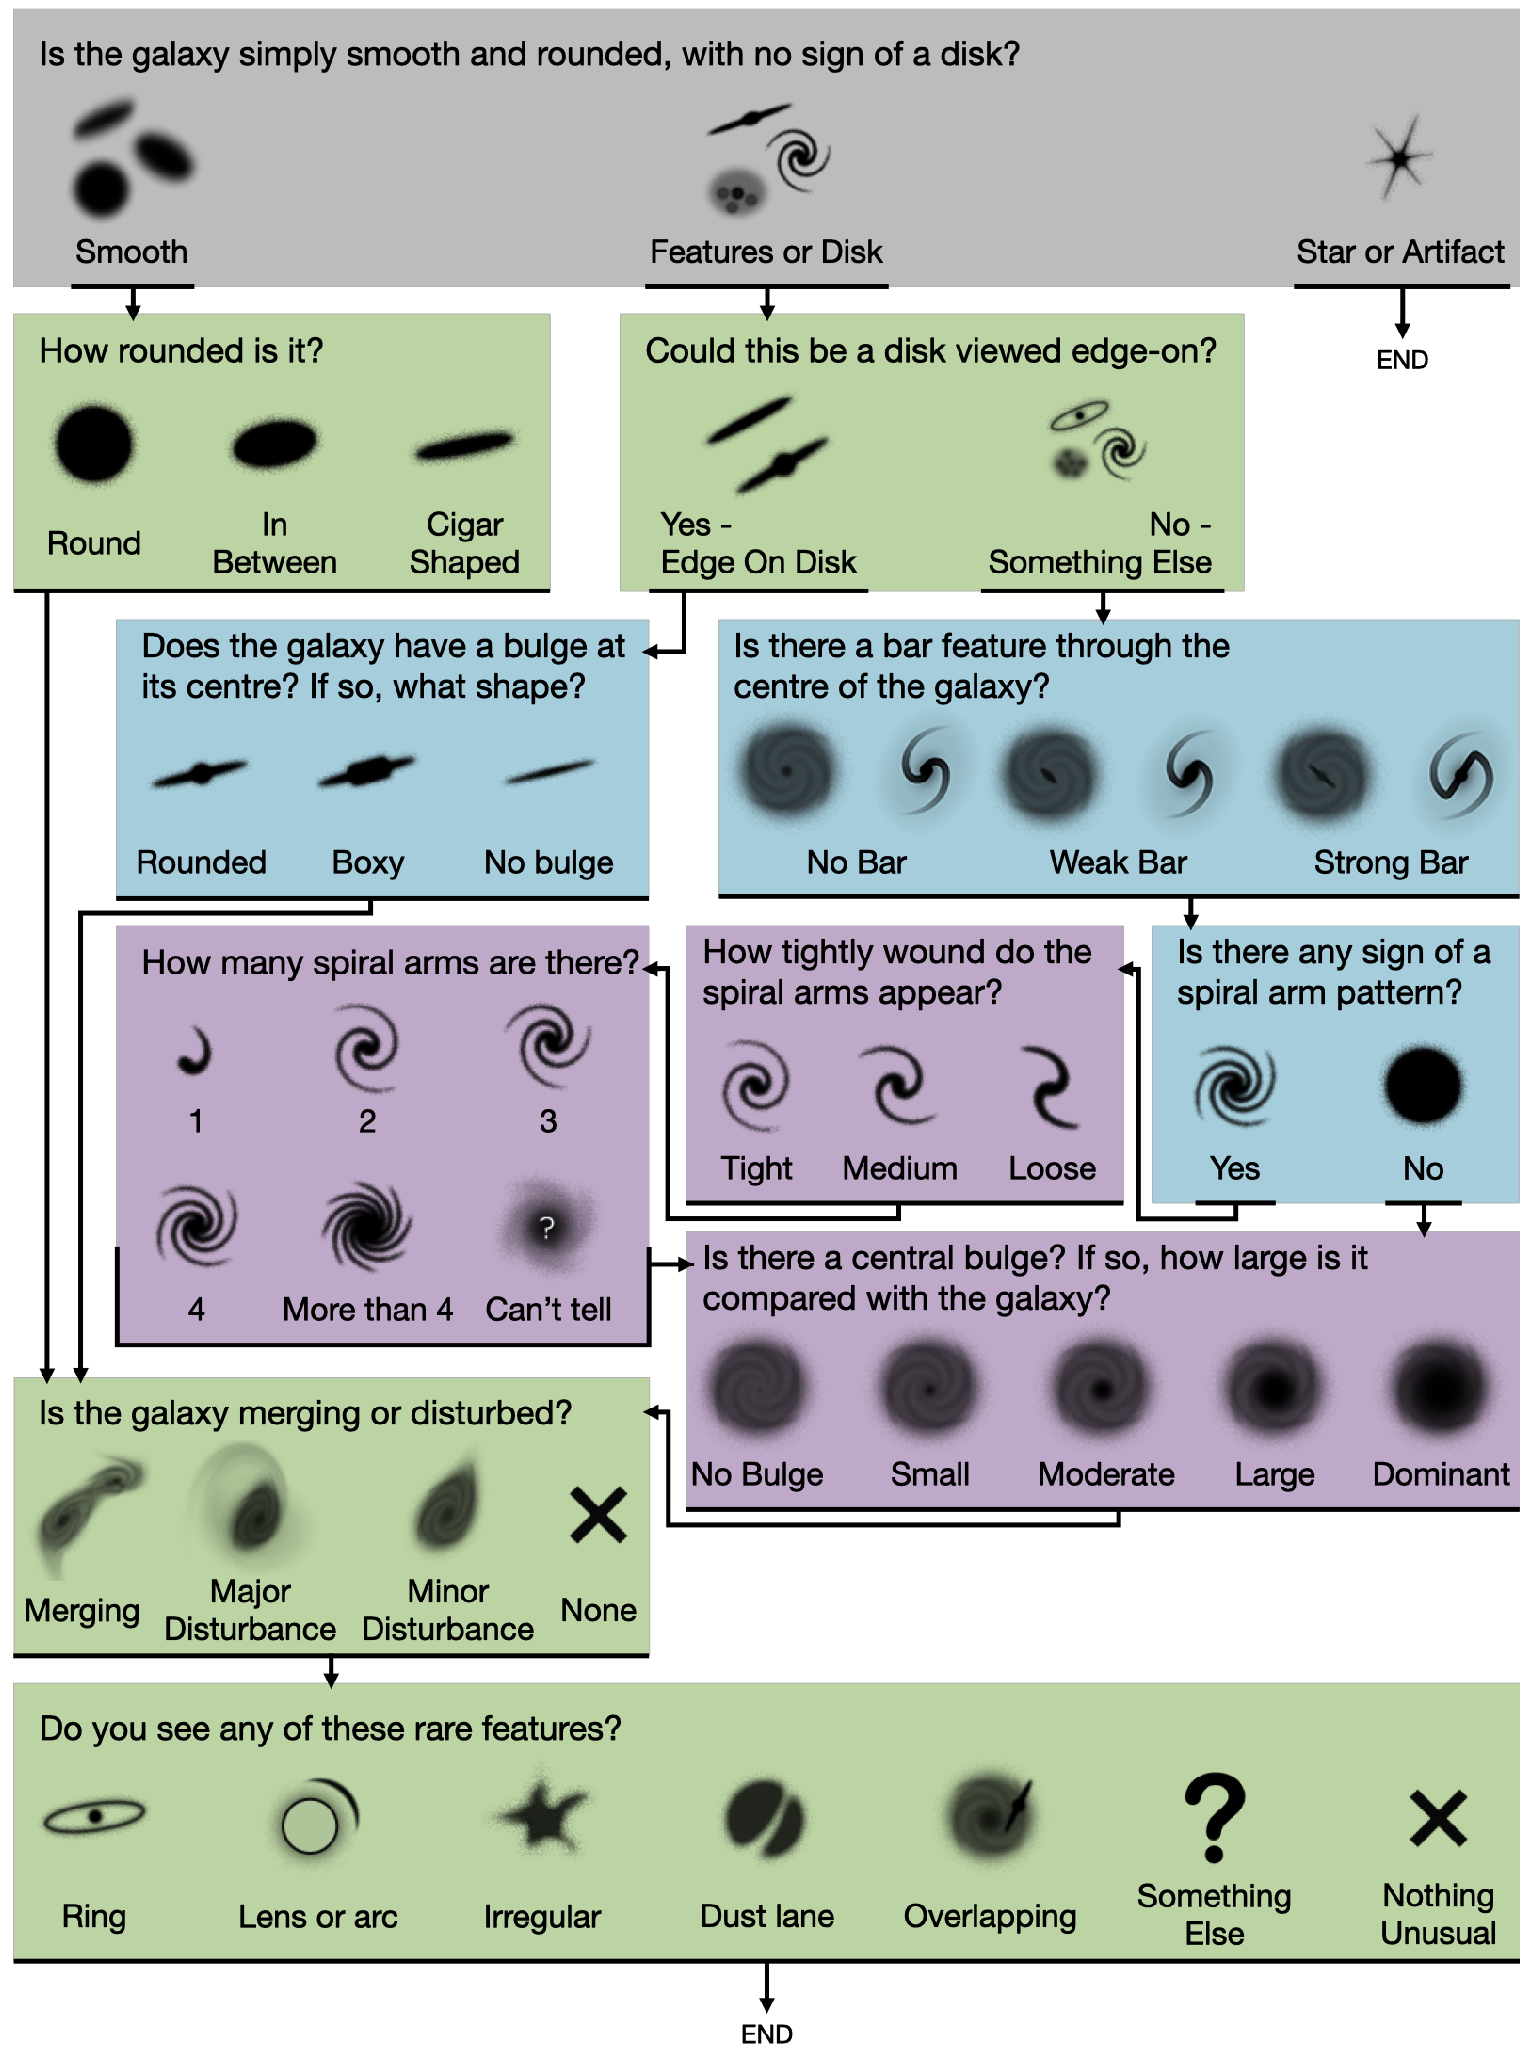 Is the galaxy simply smooth and rounded, with no sign of a disk?
Smooth
Features or Disk
Star or Artifact
END
How rounded is it?
Round
In
Between
Cigar
Shaped
Could this be a disk viewed edge-on?
Yes -
Edge On Disk
No -
Something Else
Does the galaxy have a bulge at
its centre? If so, what shape?
Rounded
Boxy
No bulge
Is there a bar feature through the
centre of the galaxy?
No Bar
Weak Bar
Strong Bar
How many spiral arms are there?
1
2
3
4
More than 4
?
Can't tell
How tightly wound do the
spiral arms appear?
Tight
Medium
Loose
Is there any sign of a
spiral arm pattern?
Yes
No
Is there a central bulge? If so, how large is it
compared with the galaxy?
No Bulge
Small
Moderate
Large
Dominant
Is the galaxy merging or disturbed?
Merging
Major
Disturbance
Minor
Disturbance
None
Do you see any of these rare features?
Ring
Lens or arc
Irregular
Dust lane
Overlapping
?
Something
Else
Nothing
Unusual
END